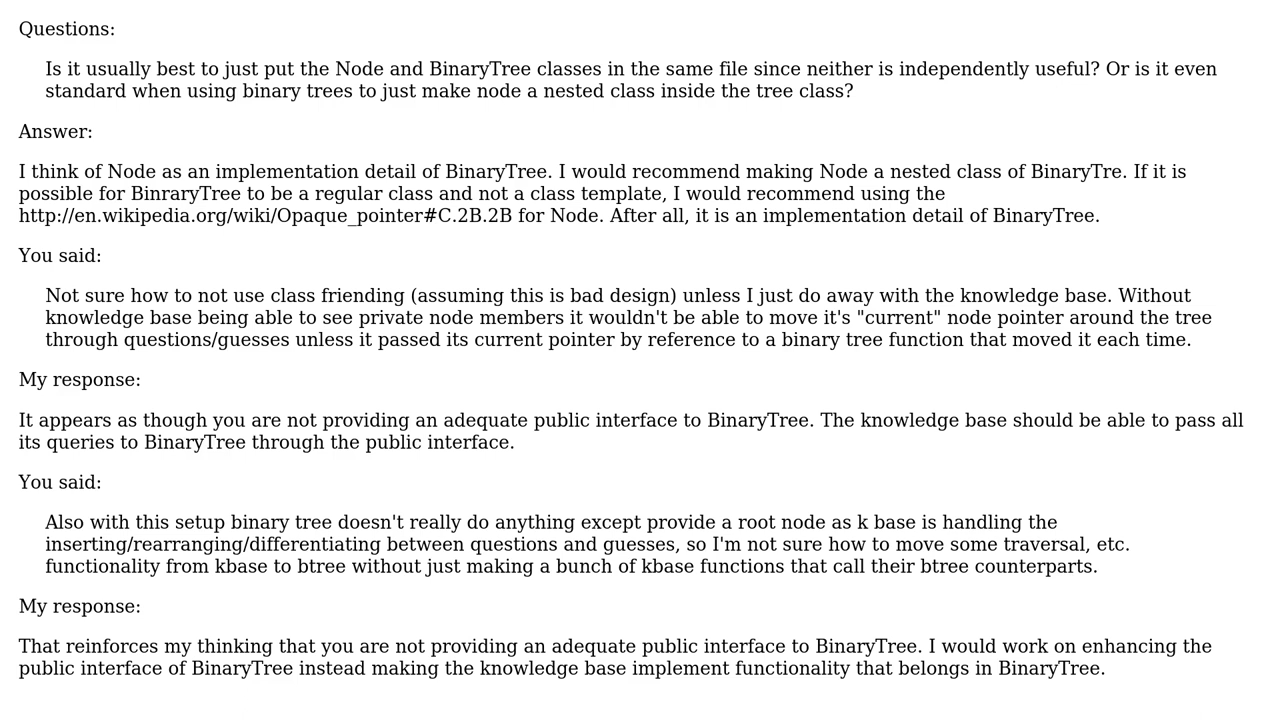 Questions:
Is it usually best to just put the Node and BinaryTree classes in the same file since neither is independently useful? Or is it even
standard when using binary trees to just make node a nested class inside the tree class?
Answer:
I think of Node as an implementation detail of BinaryTree. I would recommend making Node a nested class of BinaryTre. If it is
possible for BinraryTree to be a regular class and not a class template, I would recommend using the
http://en.wikipedia.org/wiki/Opaque_pointer#C.2B.2B for Node. After all, it is an implementation detail of BinaryTree.
You said:
Not sure how to not use class friending (assuming this is bad design) unless I just do away with the knowledge base. Without
knowledge base being able to see private node members it wouldn't be able to move it's "current" node pointer around the tree
through questions/guesses unless it passed its current pointer by reference to a binary tree function that moved it each time.
My response:
It appears as though you are not providing an adequate public interface to BinaryTree. The knowledge base should be able to pass all
its queries to BinaryTree through the public interface.
You said:
Also with this setup binary tree doesn't really do anything except provide a root node as k base is handling the
inserting/rearranging/differentiating between questions and guesses, so I'm not sure how to move some traversal, etc.
functionality from kbase to btree without just making a bunch of kbase functions that call their btree counterparts.
My response:
That reinforces my thinking that you are not providing an adequate public interface to BinaryTree. I would work on enhancing the
public interface of BinaryTree instead making the knowledge base implement functionality that belongs in BinaryTree.